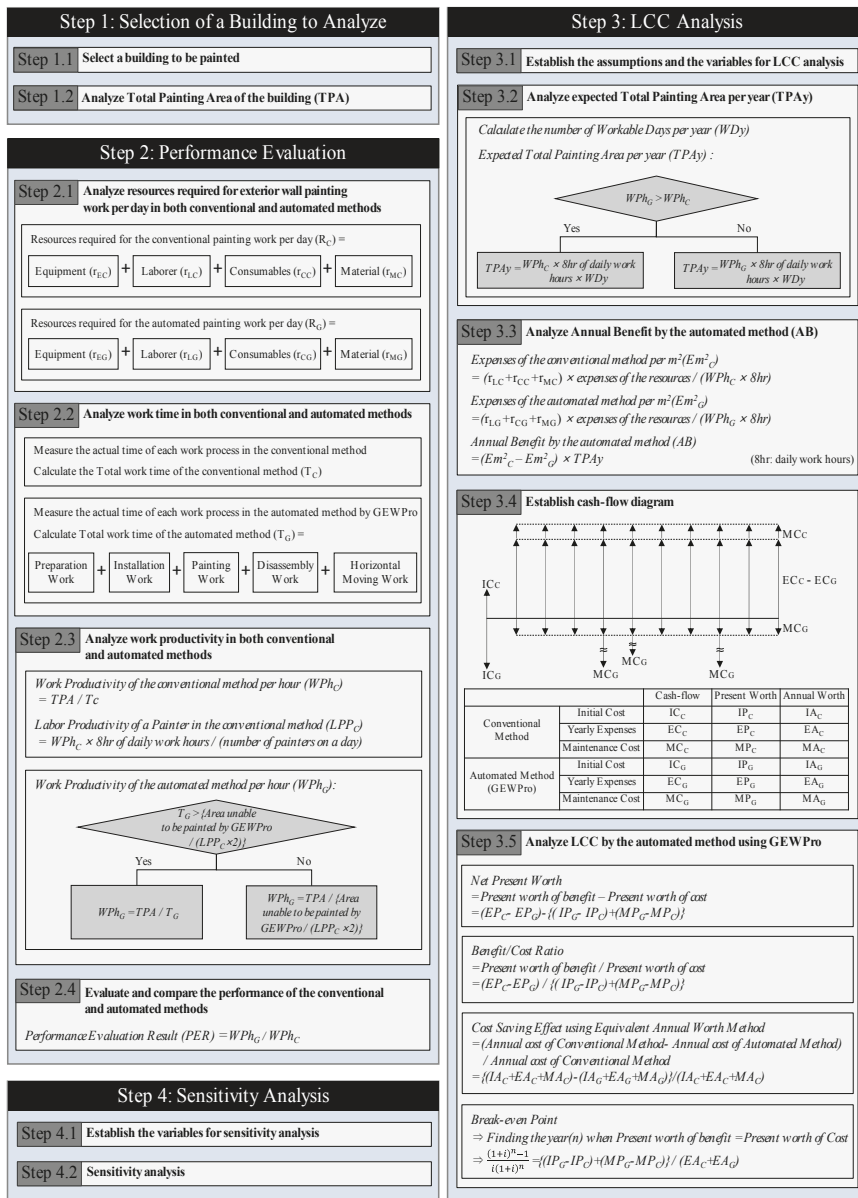 Step 1: Selection of a Building to Analyze
Step 1.1 Select a building to be painted
Step 1.2 Analyze Total Painting Area of the building (TPA)
Step 2: Performance Evaluation
Step 2.1 Analyze resources required for exterior wall painting
work per day in both conventional and automated methods
Resources required for the conventional painting work per day (R_C) =
Equipment (r_EC) + Laborer (r_LC) + Consumables (r_CC) + Material (r_MC)
Resources required for the automated painting work per day (R_G) =
Equipment (r_EG) + Laborer (r_LG) + Consumables (r_CG) + Material (r_MG)
Step 2.2 Analyze work time in both conventional and automated methods
Measure the actual time of each work process in the conventional method
Calculate the Total work time of the conventional method (T_C)
Measure the actual time of each work process in the automated method by GEWPro
Calculate Total work time of the automated method (T_G) =
Preparation Work + Installation Work + Painting Work + Disassembly Work + Horizontal Moving Work
Step 2.3 Analyze work productivity in both conventional
and automated methods
Work Productivity of the conventional method per hour (WPh_C)
= TPA / Tc
Labor Productivity of a Painter in the conventional method (LPP_C)
= WPh_C × 8hr of daily work hours / (number of painters on a day)
Work Productivity of the automated method per hour (WPh_G):
T_G > {Area unable
to be painted by GEWPro
/ (LPP_C×2)}
Yes No
WPh_G = TPA / T_G
WPh_G = TPA / {Area
unable to be painted by
GEWPro / (LPP_C ×2)}
Step 2.4 Evaluate and compare the performance of the conventional
and automated methods
Performance Evaluation Result (PER) = WPh_G / WPh_C
Step 4: Sensitivity Analysis
Step 4.1 Establish the variables for sensitivity analysis
Step 4.2 Sensitivity analysis
Step 3: LCC Analysis
Step 3.1 Establish the assumptions and the variables for LCC analysis
Step 3.2 Analyze expected Total Painting Area per year (TPAy)
Calculate the number of Workable Days per year (WDy)
Expected Total Painting Area per year (TPAy) :
WPh_G > WPh_C
Yes No
TPAy = WPh_C × 8hr of daily work
hours × WDy
TPAy = WPh_G × 8hr of daily work
hours × WDy
Step 3.3 Analyze Annual Benefit by the automated method (AB)
Expenses of the conventional method per m²(Em²_C)
= (r_LC+r_CC+r_MC) × expenses of the resources / (WPh_C × 8hr)
Expenses of the automated method per m²(Em²_G)
=(r_LG+r_CG+r_MG) × expenses of the resources / (WPh_G × 8hr)
Annual Benefit by the automated method (AB)
=(Em²_C – Em²_G) × TPAy (8hr: daily work hours)
Step 3.4 Establish cash-flow diagram
MCc
ECc - ECG
ICc
MCG
≈ ≈ ≈
MCG
ICG MCG MCG
Cash-flow Present Worth Annual Worth
Conventional Method
Initial Cost IC_C IP_C IA_C
Yearly Expenses EC_C EP_C EA_C
Maintenance Cost MC_C MP_C MA_C
Automated Method (GEWPro)
Initial Cost IC_G IP_G IA_G
Yearly Expenses EC_G EP_G EA_G
Maintenance Cost MC_G MP_G MA_G
Step 3.5 Analyze LCC by the automated method using GEWPro
Net Present Worth
=Present worth of benefit – Present worth of cost
=(EP_C- EP_G)-{( IP_G- IP_C)+(MP_G-MP_C)}
Benefit/Cost Ratio
=Present worth of benefit / Present worth of cost
=(EP_C-EP_G) / {( IP_G-IP_C)+(MP_G-MP_C)}
Cost Saving Effect using Equivalent Annual Worth Method
=(Annual cost of Conventional Method- Annual cost of Automated Method)
/ Annual cost of Conventional Method
={(IA_C+EA_C+MA_C)-(IA_G+EA_G+MA_G)}/(IA_C+EA_C+MA_C)
Break-even Point
⇒ Finding the year(n) when Present worth of benefit =Present worth of Cost
⇒ (1+i)^n−1 / i(1+i)^n ={(IP_G-IP_C)+(MP_G-MP_C)}/ (EA_C+EA_G)